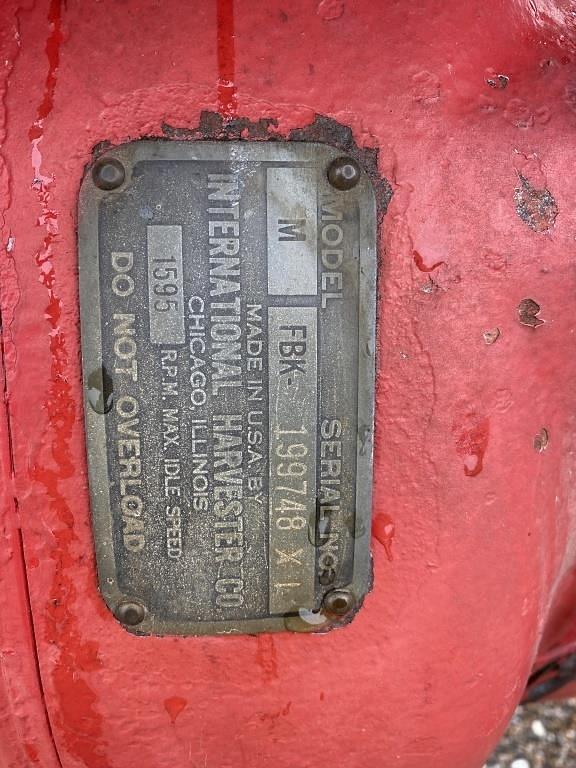 MODEL SERIAL NO.
M FBK- 199748 X 1
MADE IN U.S.A. BY
INTERNATIONAL HARVESTER CO
CHICAGO, ILLINOIS
1595 R.P.M. MAX. IDLE SPEED
DO NOT OVERLOAD